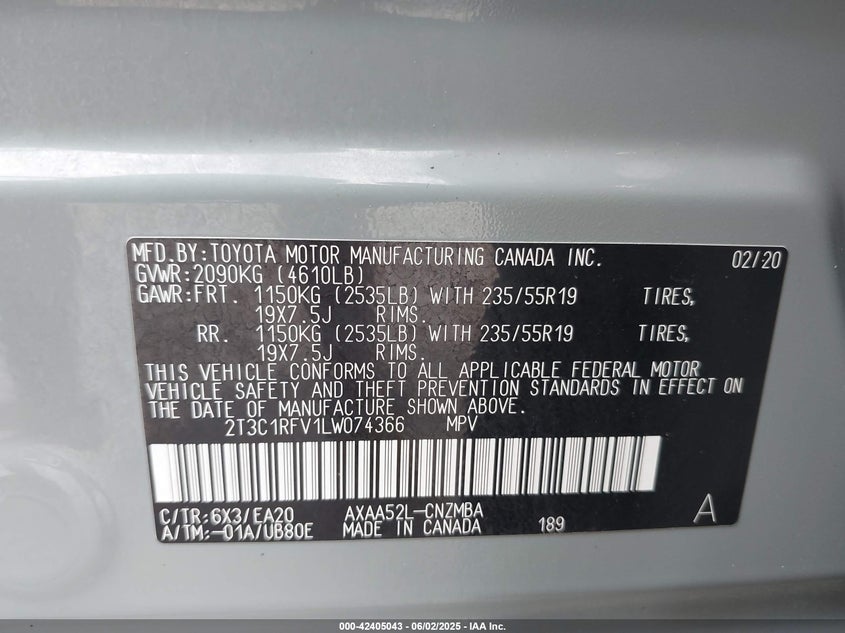 MFD.BY:TOYOTA MOTOR MANUFACTURING CANADA INC. 02/20
GVWR:2090KG (4610LB)
GAWR:FRT. 1150KG (2535LB) WITH 235/55R19 TIRES,
19X7.5J RIMS.
RR. 1150KG (2535LB) WITH 235/55R19 TIRES,
19X7.5J RIMS.
THIS VEHICLE CONFORMS TO ALL APPLICABLE FEDERAL MOTOR
VEHICLE SAFETY AND THEFT PREVENTION STANDARDS IN EFFECT ON
THE DATE OF MANUFACTURE SHOWN ABOVE.
2T3C1RFV1LW074366 MPV
C/TR:6X3/EA20 AXAA52L-CNZMBA A
A/TM:-01A/UB80E MADE IN CANADA 189
000-42405043 - 06/02/2025 - IAA Inc.